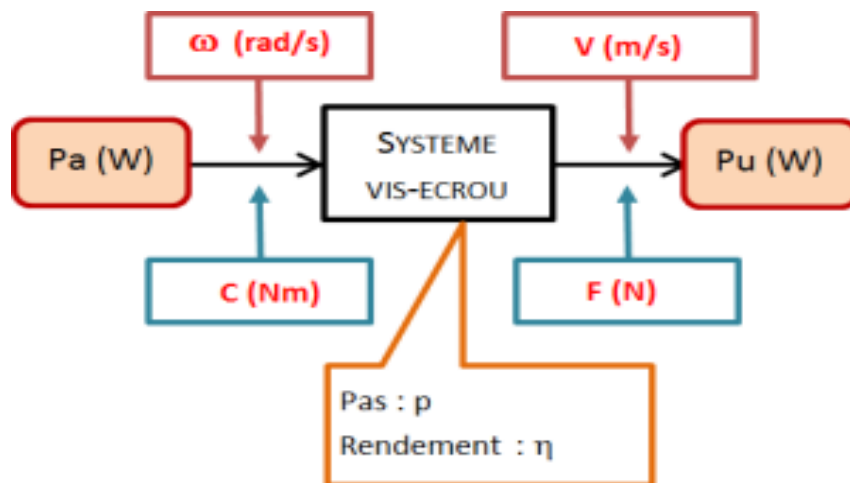 ω (rad/s)
V (m/s)
Pa (W)
SYSTEME
VIS-ECROU
Pu (W)
C (Nm)
F (N)
Pas : p
Rendement : η